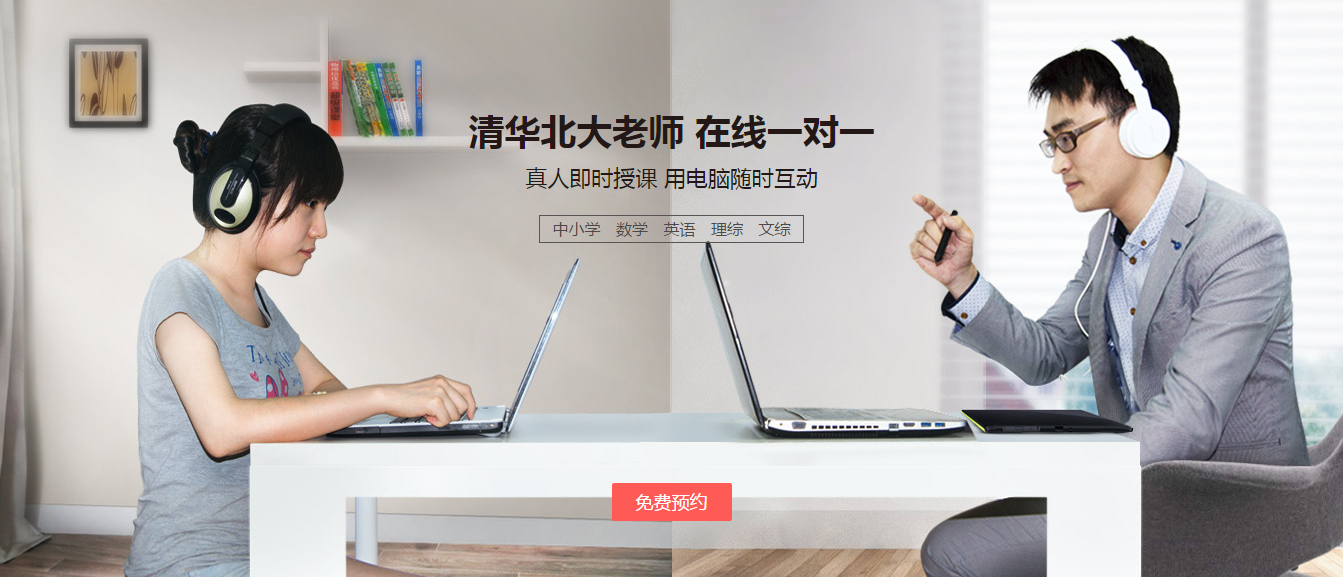 清华北大老师 在线一对一
真人即时授课 用电脑随时互动
中小学 数学 英语 理综 文综
免费预约